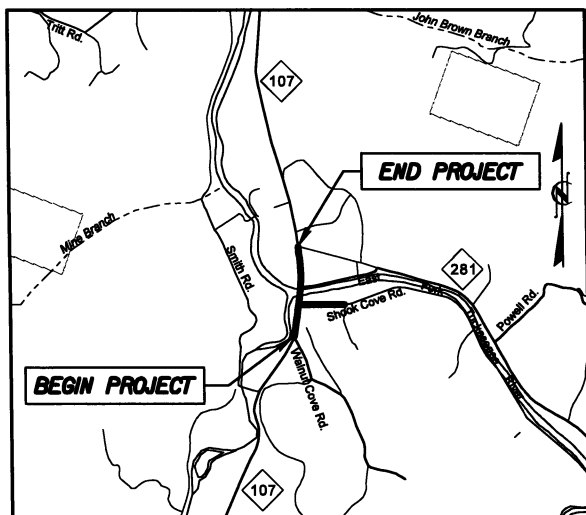 Tritt Rd.
John Brown Branch
107
END PROJECT
Mine Branch
Smith Rd.
281
East Fork
Tuckasegee River
Shook Cove Rd.
Powell Rd.
BEGIN PROJECT
Walnut Cove Rd.
107